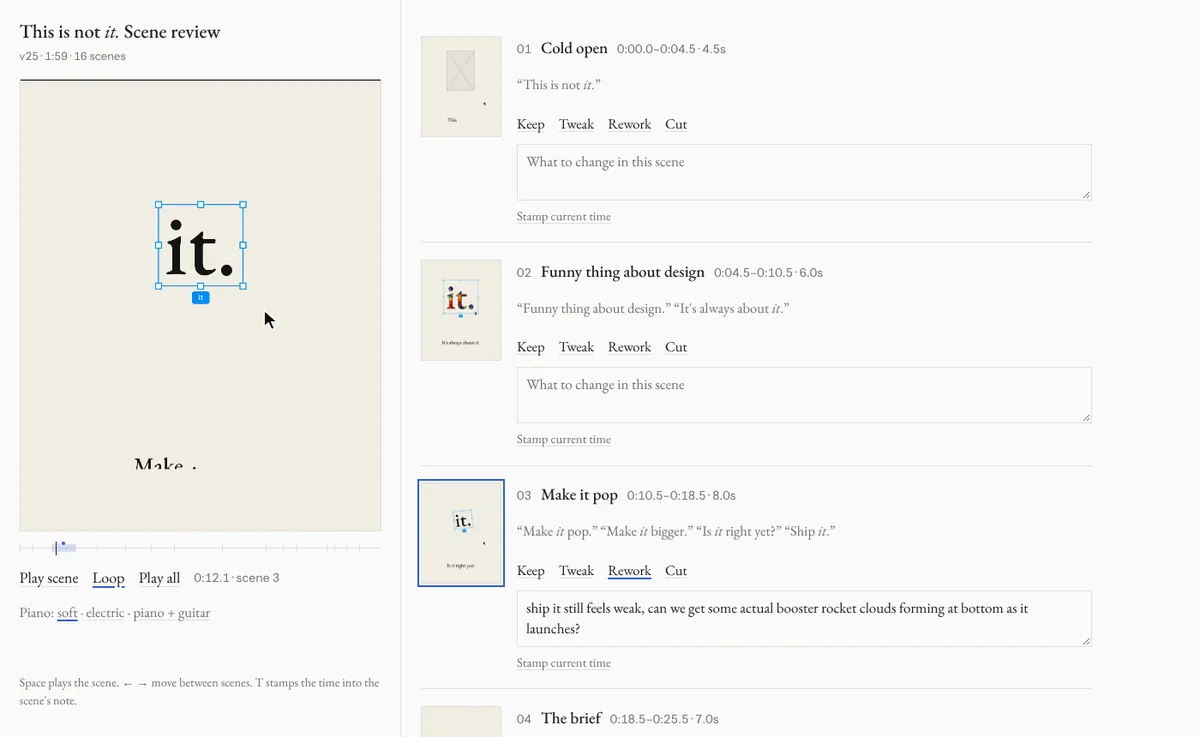 This is not it. Scene review
v25 · 1:59 · 16 scenes
it.
it
Make
Play scene Loop Play all 0:12.1 · scene 3
Piano: soft · electric · piano + guitar
Space plays the scene. ← → move between scenes. T stamps the time into the
scene's note.
This
01 Cold open 0:00.0–0:04.5 · 4.5s
“This is not it.”
Keep Tweak Rework Cut
What to change in this scene
Stamp current time
it.
It's always about it.
02 Funny thing about design 0:04.5–0:10.5 · 6.0s
“Funny thing about design.” “It's always about it.”
Keep Tweak Rework Cut
What to change in this scene
Stamp current time
it.
Is it right yet?
03 Make it pop 0:10.5–0:18.5 · 8.0s
“Make it pop.” “Make it bigger.” “Is it right yet?” “Ship it.”
Keep Tweak Rework Cut
ship it still feels weak, can we get some actual booster rocket clouds forming at bottom as it
launches?
Stamp current time
04 The brief 0:18.5–0:25.5 · 7.0s